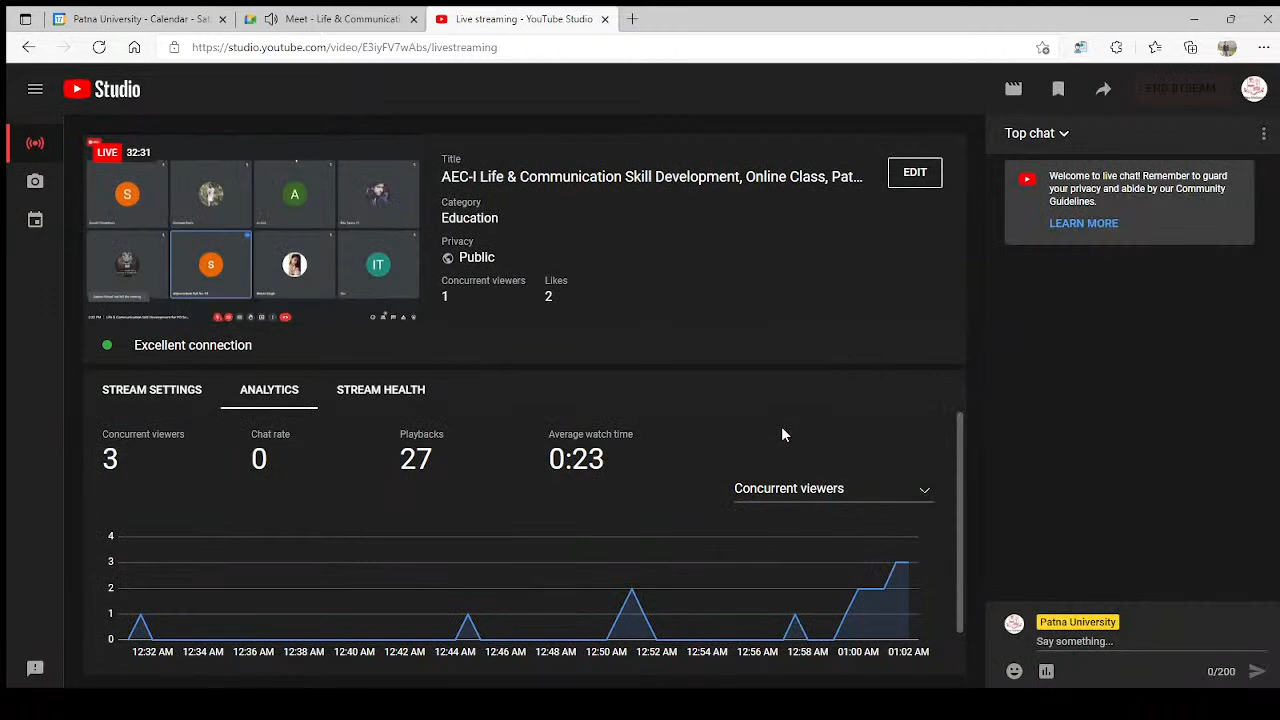 Patna University - Calendar - Sat
Meet - Life & Communicati
Live streaming - YouTube Studio
https://studio.youtube.com/video/E3iyFV7wAbs/livestreaming
Studio
END STREAM
LIVE 32:31
S
A
S
IT
Title
AEC-I Life & Communication Skill Development, Online Class, Pat...
EDIT
Category
Education
Privacy
Public
Concurrent viewers Likes
1 2
Excellent connection
STREAM SETTINGS ANALYTICS STREAM HEALTH
Concurrent viewers Chat rate Playbacks Average watch time
3 0 27 0:23
Concurrent viewers
4
3
2
1
0
12:32 AM 12:34 AM 12:36 AM 12:38 AM 12:40 AM 12:42 AM 12:44 AM 12:46 AM 12:48 AM 12:50 AM 12:52 AM 12:54 AM 12:56 AM 12:58 AM 01:00 AM 01:02 AM
Top chat
Welcome to live chat! Remember to guard
your privacy and abide by our Community
Guidelines.
LEARN MORE
Patna University
Say something...
0/200